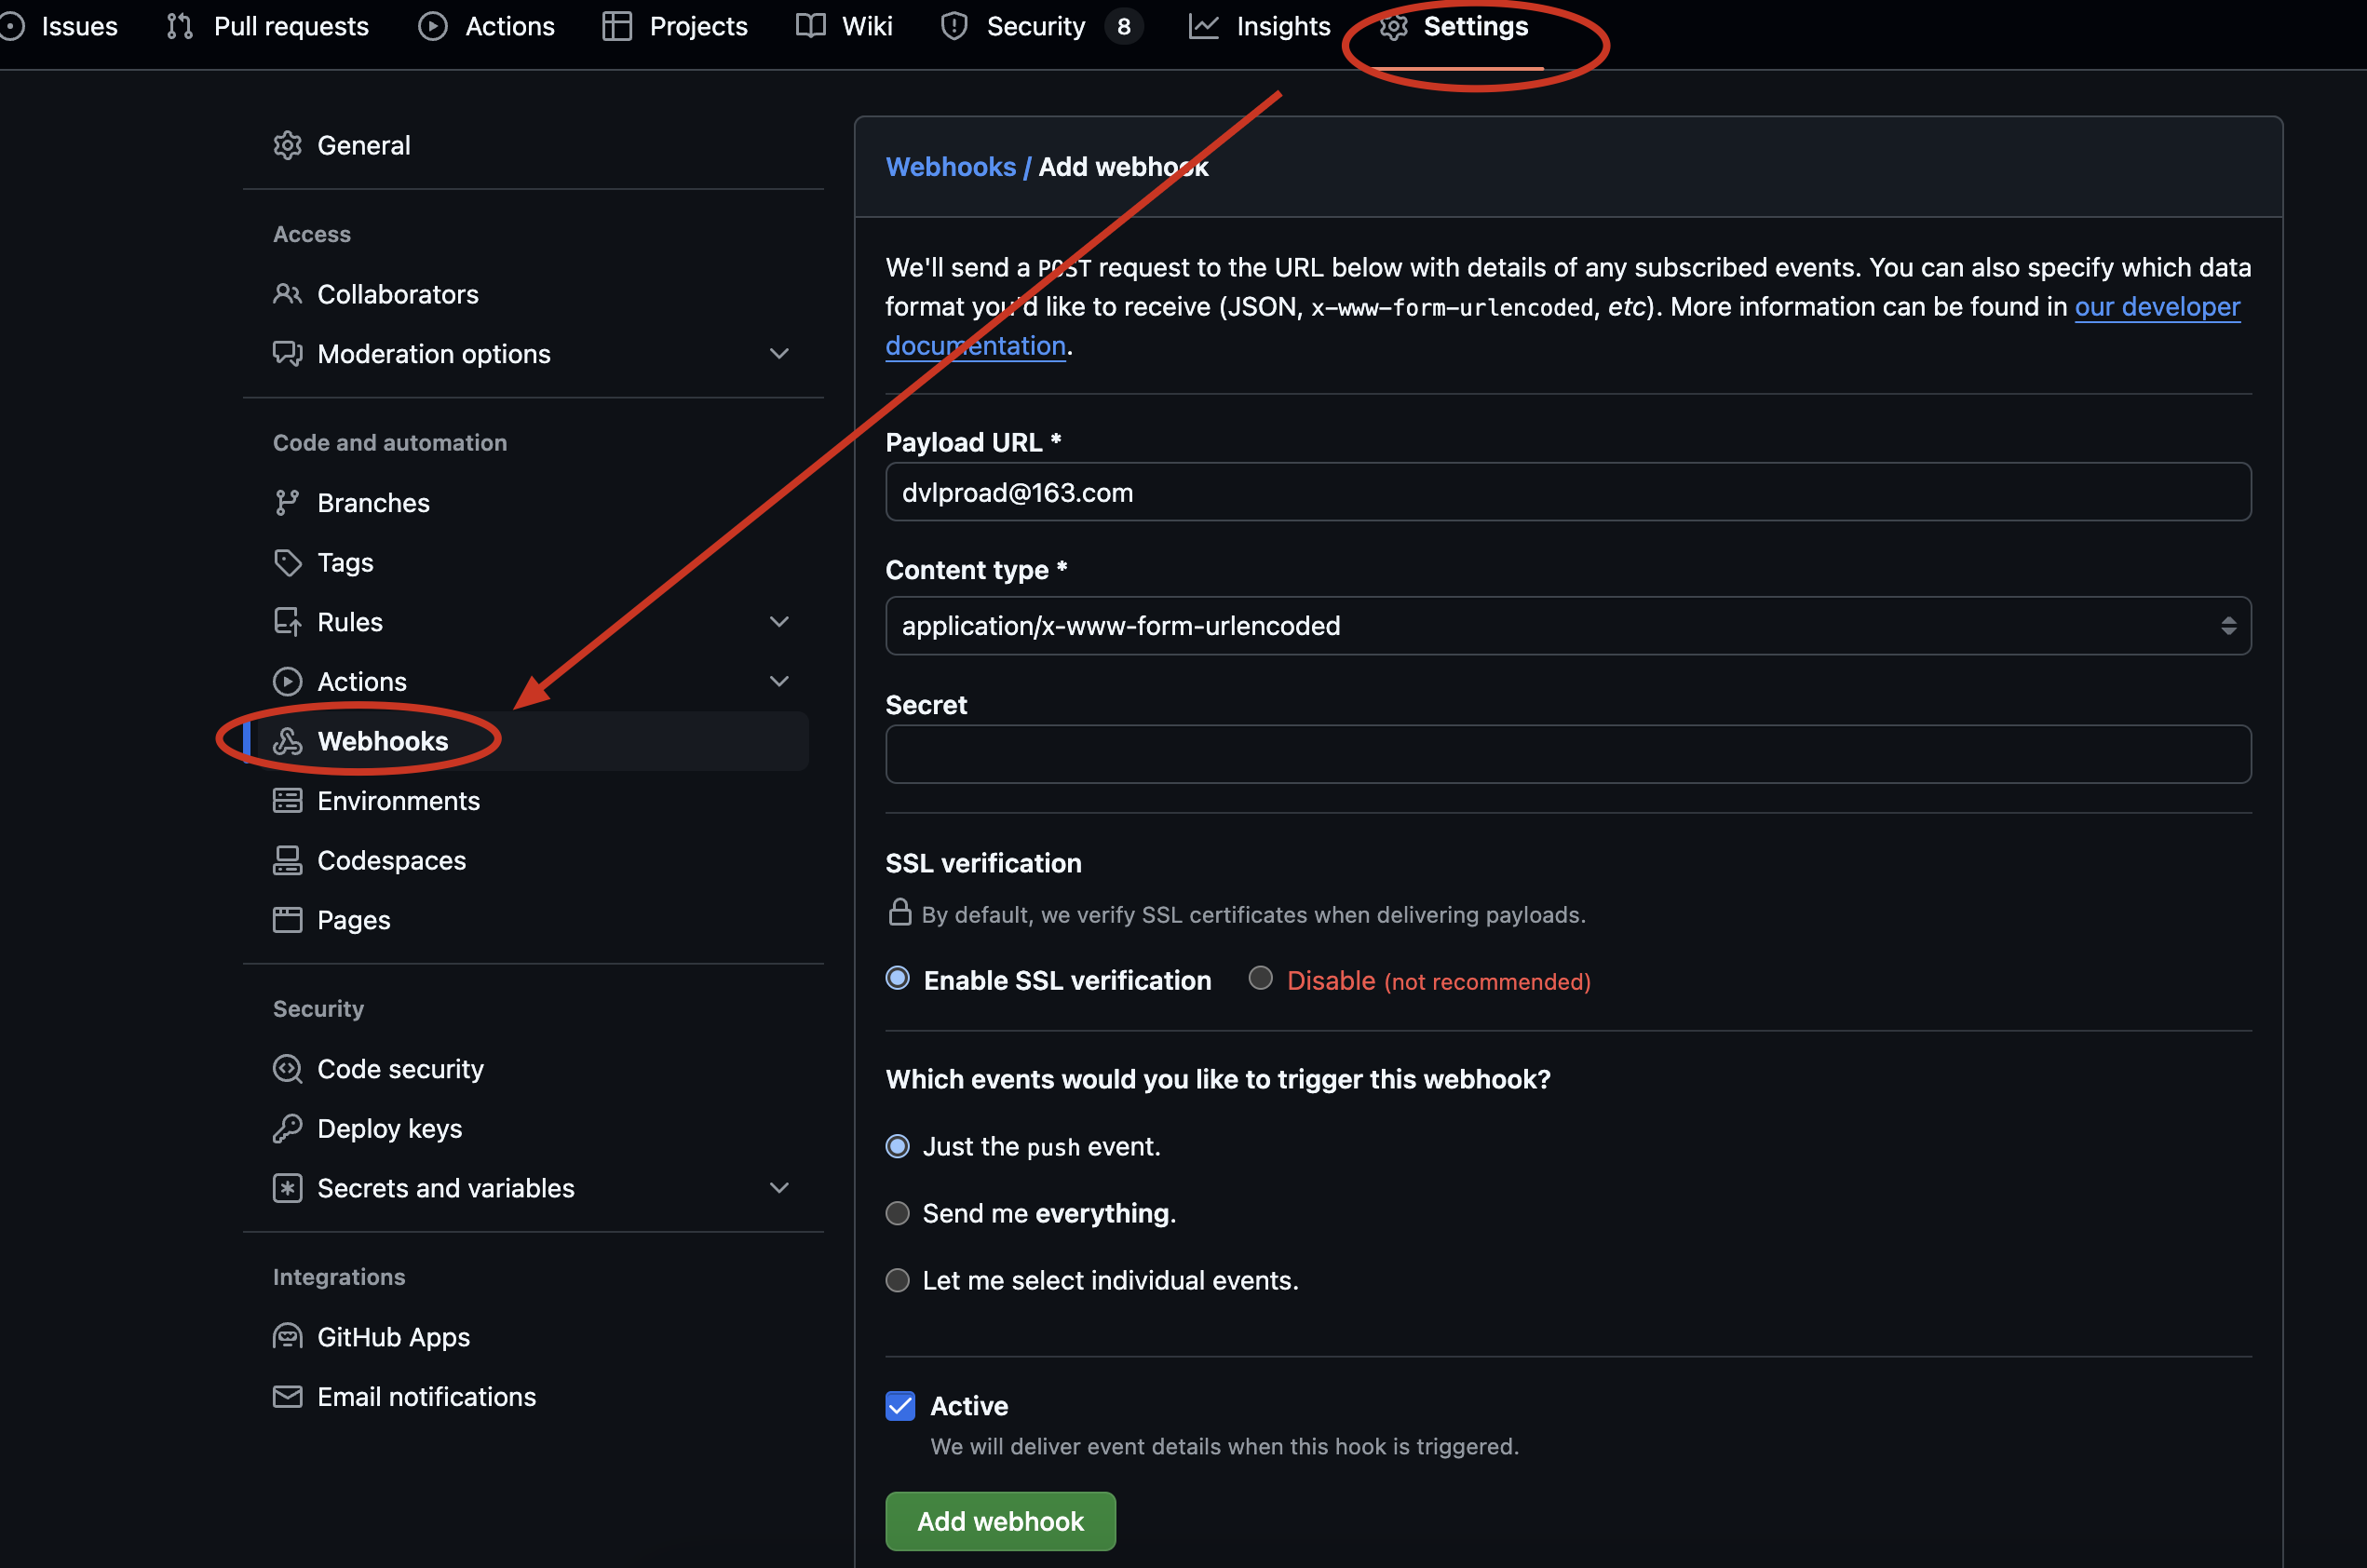 Issues Pull requests Actions Projects Wiki Security 8 Insights Settings
General
Access
Collaborators
Moderation options
Code and automation
Branches
Tags
Rules
Actions
Webhooks
Environments
Codespaces
Pages
Security
Code security
Deploy keys
Secrets and variables
Integrations
GitHub Apps
Email notifications
Webhooks / Add webhook
We'll send a POST request to the URL below with details of any subscribed events. You can also specify which data
format you'd like to receive (JSON, x-www-form-urlencoded, etc). More information can be found in our developer
documentation.
Payload URL *
dvlproad@163.com
Content type *
application/x-www-form-urlencoded
Secret
SSL verification
By default, we verify SSL certificates when delivering payloads.
Enable SSL verification Disable (not recommended)
Which events would you like to trigger this webhook?
Just the push event.
Send me everything.
Let me select individual events.
Active
We will deliver event details when this hook is triggered.
Add webhook